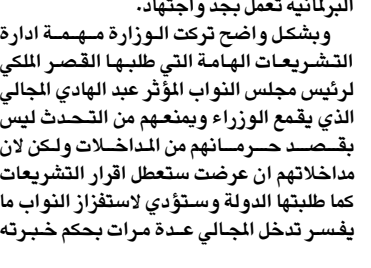 البرلمانية تعمل بجد واجتهاد.
وبشكل واضح تركت الوزارة مهمة ادارة
التشريعات الهامة التي طلبها القصر الملكي
لرئيس مجلس النواب المؤثر عبد الهادي المجالي
الذي يقمع الوزراء ويمنعهم من التحدث ليس
بقصد حرمانهم من المداخلات ولكن لان
مداخلاتهم ان عرضت ستعطل اقرار التشريعات
كما طلبتها الدولة وستؤدي لاستفزاز النواب ما
يفسر تدخل المجالي عدة مرات بحكم خبرته